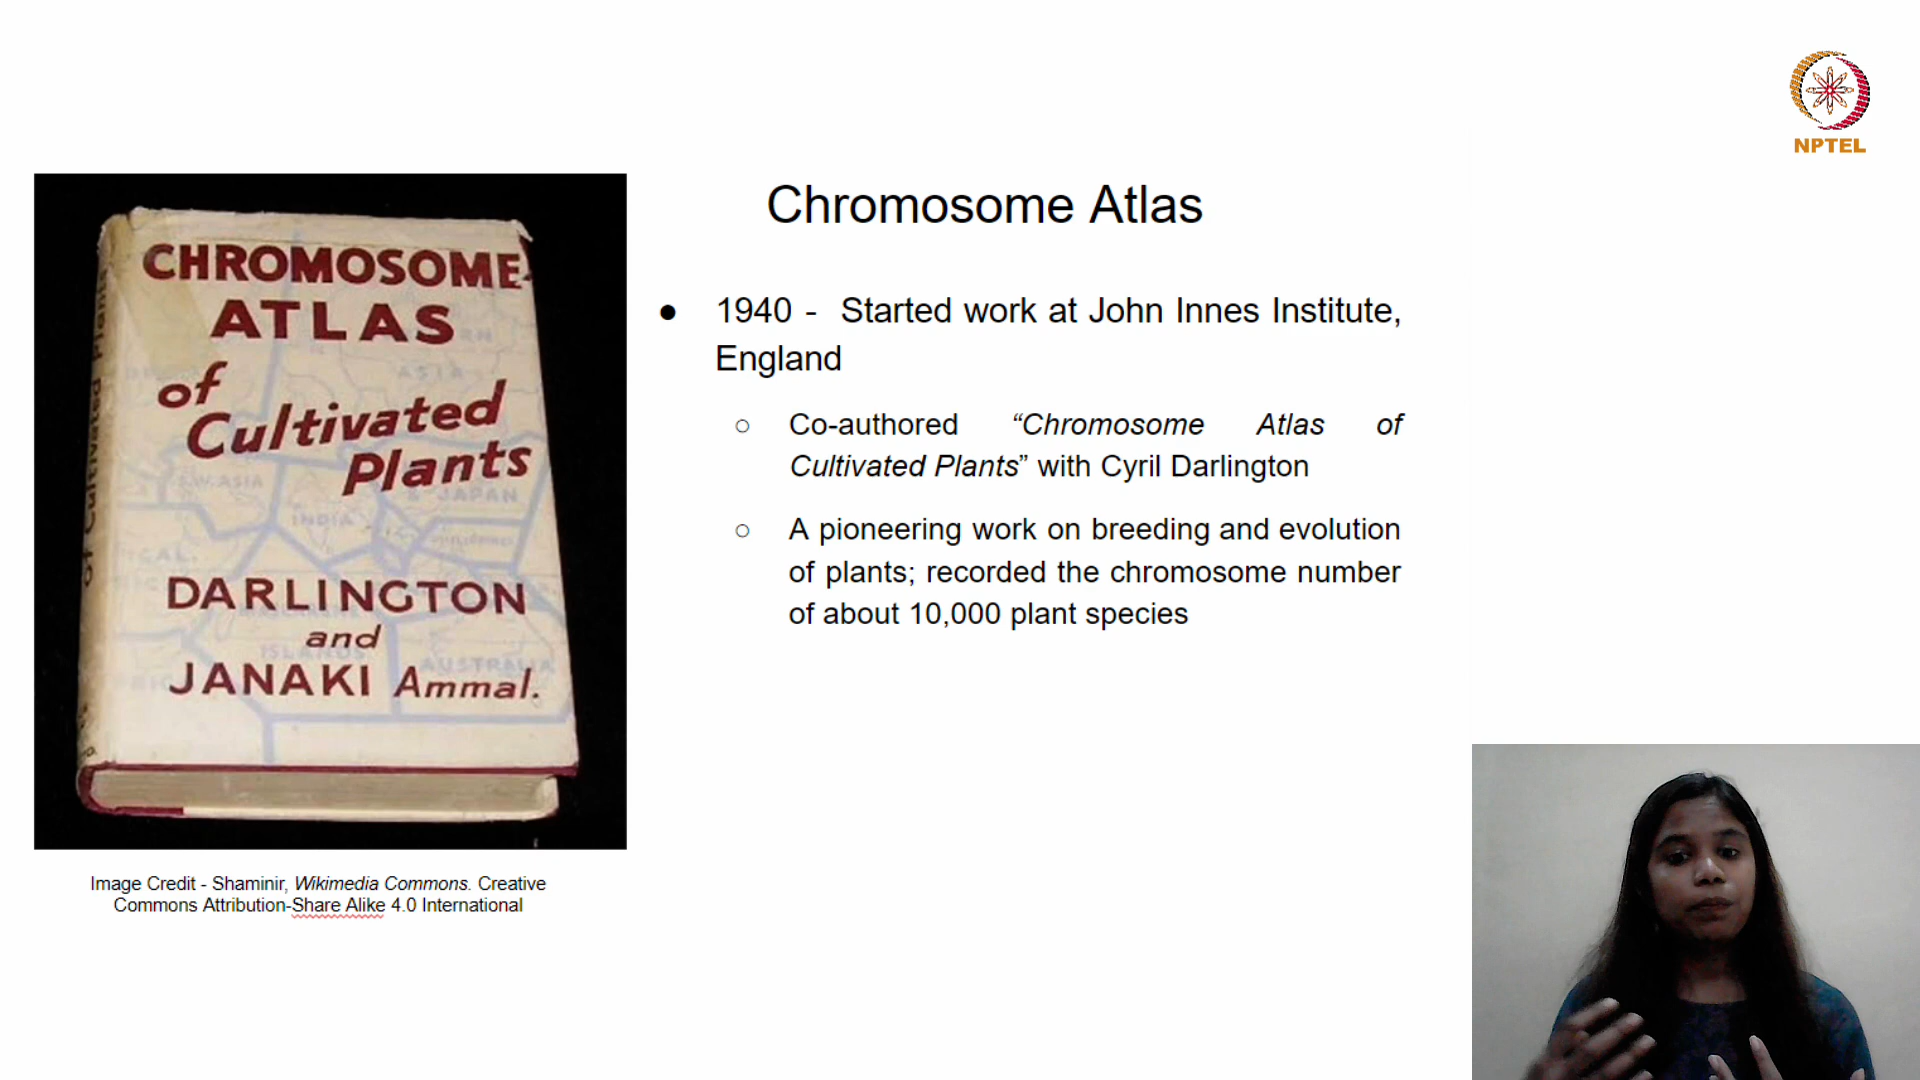 NPTEL
Chromosome Atlas
CHROMOSOME
ATLAS
of
Cultivated
Plants
DARLINGTON
and
JANAKI Ammal.
● 1940 - Started work at John Innes Institute,
England
○ Co-authored “Chromosome Atlas of
Cultivated Plants” with Cyril Darlington
○ A pioneering work on breeding and evolution
of plants; recorded the chromosome number
of about 10,000 plant species
Image Credit - Shaminir, Wikimedia Commons. Creative
Commons Attribution-Share Alike 4.0 International